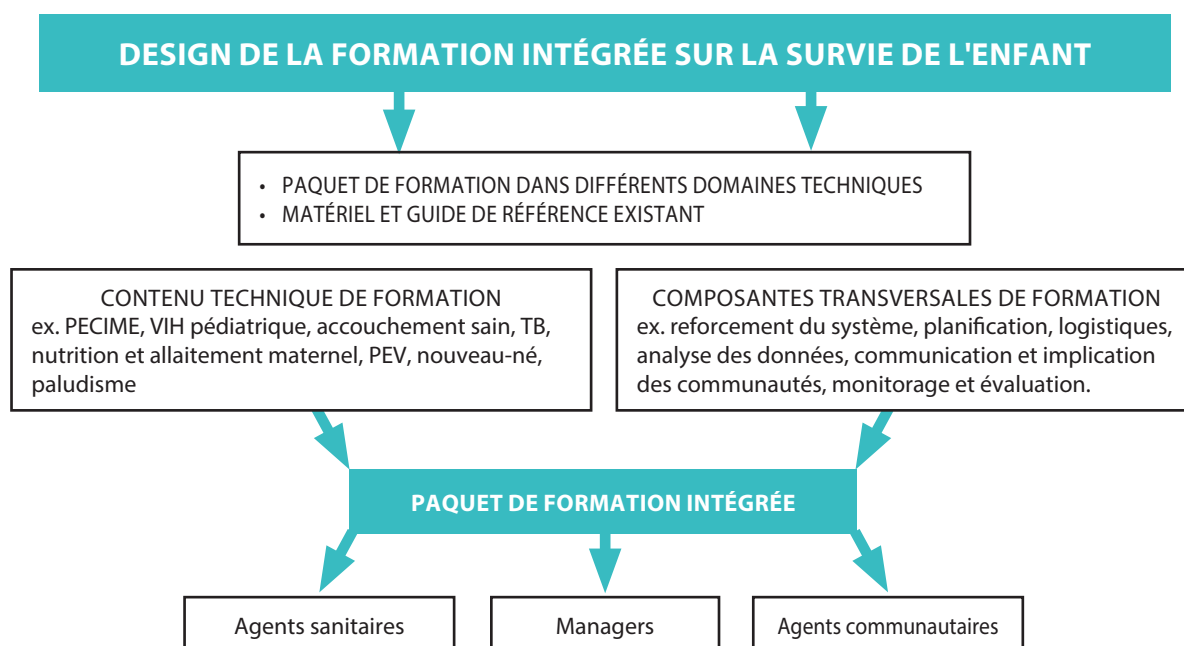 DESIGN DE LA FORMATION INTÉGRÉE SUR LA SURVIE DE L'ENFANT
• PAQUET DE FORMATION DANS DIFFÉRENTS DOMAINES TECHNIQUES
• MATÉRIEL ET GUIDE DE RÉFÉRENCE EXISTANT
CONTENU TECHNIQUE DE FORMATION
ex. PECIME, VIH pédiatrique, accouchement sain, TB,
nutrition et allaitement maternel, PEV, nouveau-né,
paludisme
COMPOSANTES TRANSVERSALES DE FORMATION
ex. reforcement du système, planification, logistiques,
analyse des données, communication et implication
des communautés, monitorage et évaluation.
PAQUET DE FORMATION INTÉGRÉE
Agents sanitaires
Managers
Agents communautaires